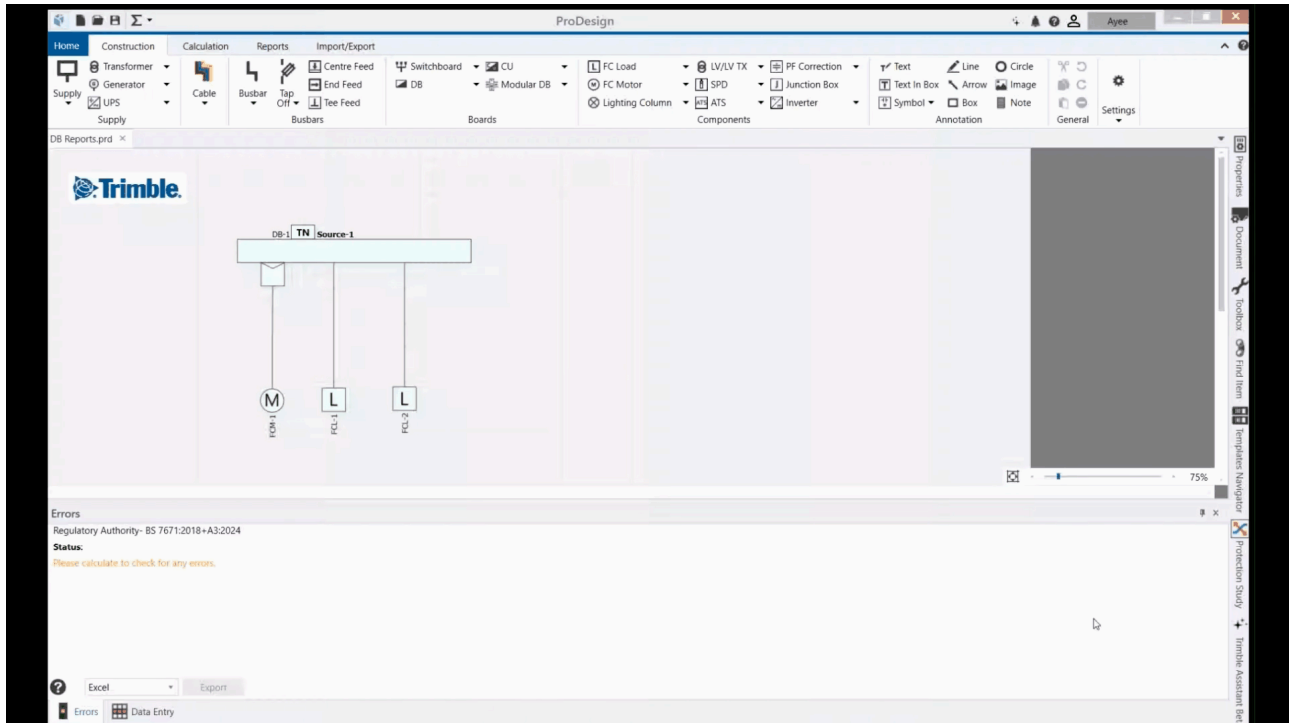 ProDesign
Ayee
Home Construction Calculation Reports Import/Export
Transformer
Generator
UPS
Supply
Supply
Cable
Busbar
Tap Off
Centre Feed
End Feed
Tee Feed
Busbars
Switchboard CU
DB Modular DB
Boards
FC Load LV/LV TX PF Correction
FC Motor SPD Junction Box
Lighting Column ATS ATS Inverter
Components
Text Line Circle
Text In Box Arrow Image
Symbol Box Note
Annotation
General
Settings
DB Reports.prd
Trimble.
DB-1 TN Source-1
M L L
FCM-1 FCL-1 FCL-2
75%
Errors
Regulatory Authority- BS 7671:2018+A3:2024
Status:
Please calculate to check for any errors.
Excel Export
Errors Data Entry
Properties
Document
Toolbox
Find Item
Templates Navigator
Protection Study
Trimble Assistant Bet